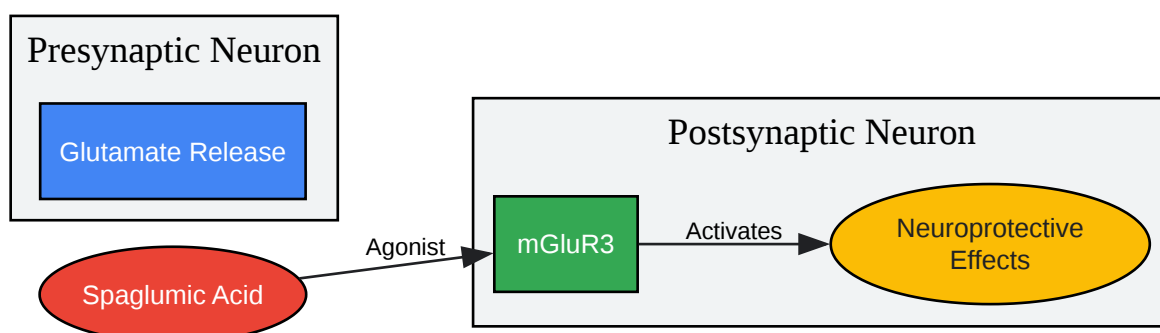 Presynaptic Neuron
Glutamate Release
Postsynaptic Neuron
Spaglumic Acid
Agonist
mGluR3
Activates
Neuroprotective
Effects